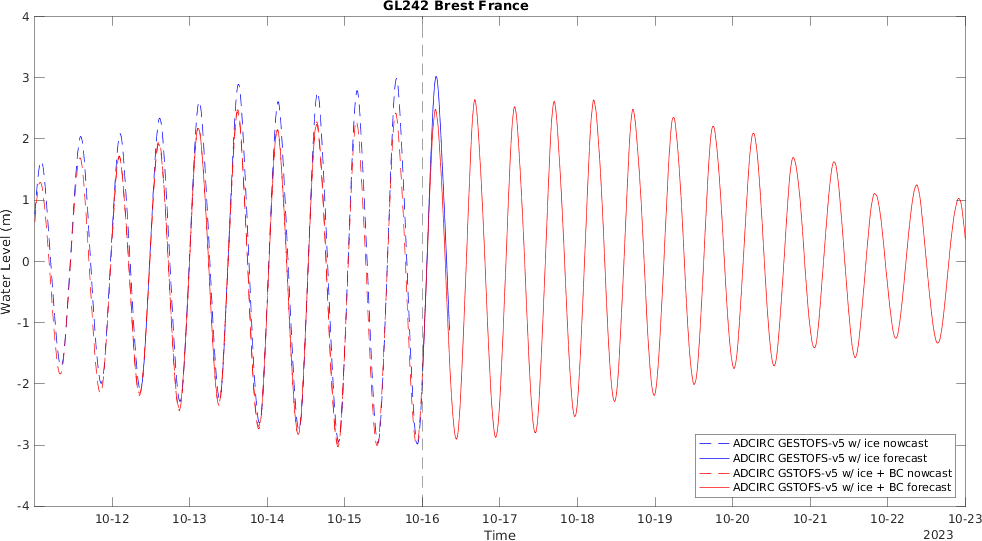 GL242 Brest France
4
3
2
1
0
-1
-2
-3
-4
Water Level (m)
10-12 10-13 10-14 10-15 10-16 10-17 10-18 10-19 10-20 10-21 10-22 10-23
Time
2023
ADCIRC GESTOFS-v5 w/ ice nowcast
ADCIRC GESTOFS-v5 w/ ice forecast
ADCIRC GSTOFS-v5 w/ ice + BC nowcast
ADCIRC GSTOFS-v5 w/ ice + BC forecast